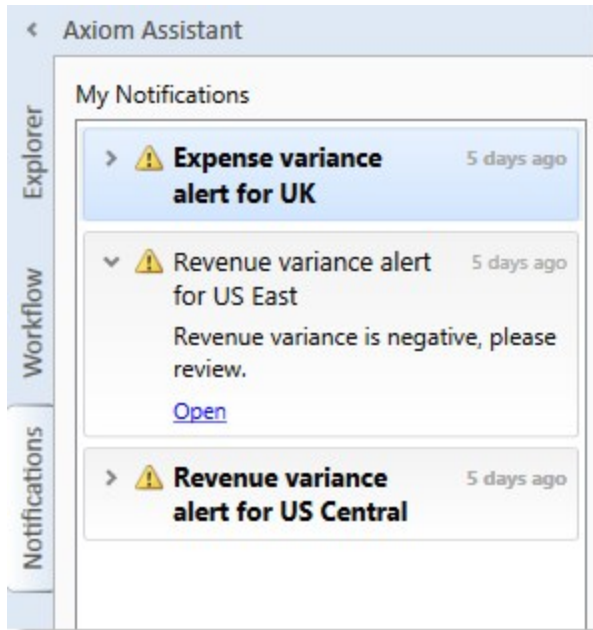 Axiom Assistant
My Notifications
Expense variance 5 days ago
alert for UK
Revenue variance alert 5 days ago
for US East
Revenue variance is negative, please
review.
Open
Revenue variance 5 days ago
alert for US Central
Explorer
Workflow
Notifications